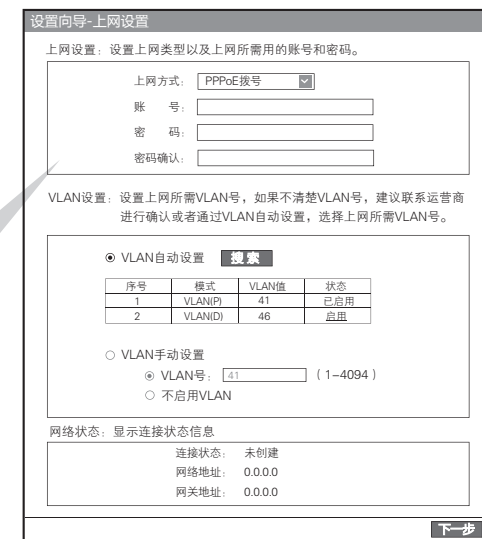 设置向导-上网设置
上网设置：设置上网类型以及上网所需用的账号和密码。
上网方式： PPPoE拨号
账 号：
密 码：
密码确认：
VLAN设置：设置上网所需VLAN号，如果不清楚VLAN号，建议联系运营商
进行确认或者通过VLAN自动设置，选择上网所需VLAN号。
VLAN自动设置 搜索
序号 模式 VLAN值 状态
1 VLAN(P) 41 已启用
2 VLAN(D) 46 启用
VLAN手动设置
VLAN号： 41 （1-4094）
不启用VLAN
网络状态：显示连接状态信息
连接状态： 未创建
网络地址： 0.0.0.0
网关地址： 0.0.0.0
下一步